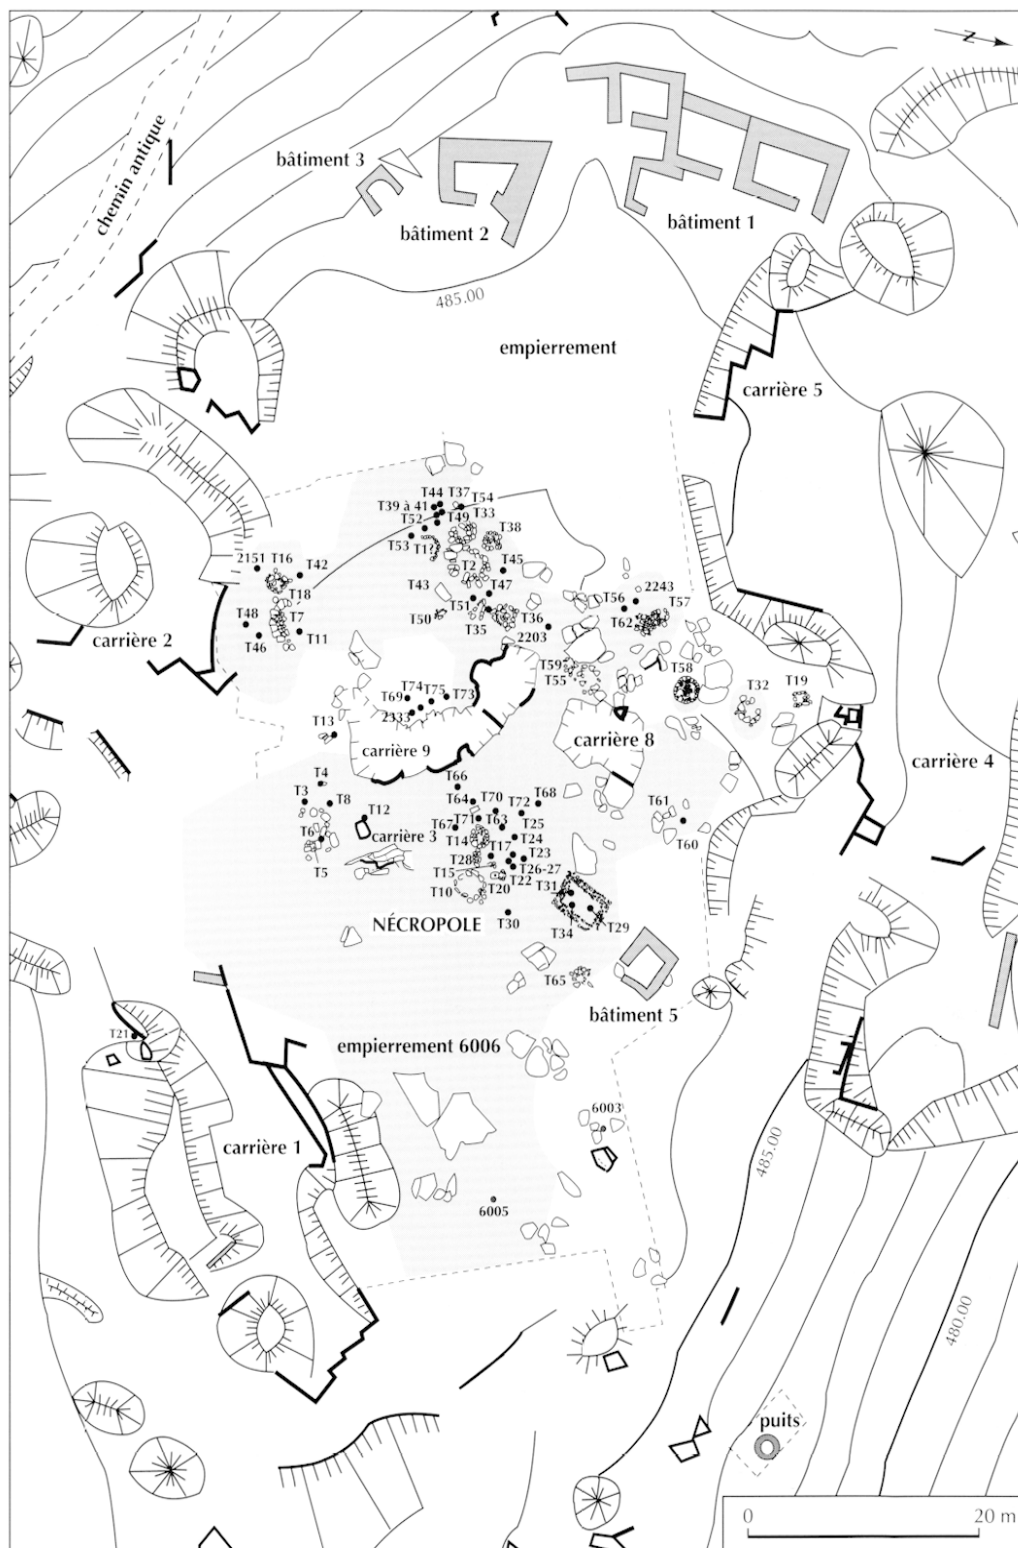 N
chemin antique
bâtiment 3
bâtiment 2
bâtiment 1
485.00
empierrement
carrière 5
T44 T37 T54
T39 à 41 T33
T52 T49 T38
T53 T1? T2 T45
2151 T16 T42
T18 T43 T47
T48 T7 T50 T51 T36 T56 2243 T57
T46 T11 T35 2203 T62
carrière 2
T59 T58
T55 T32 T19
T74 T75 T73
T69
2333
T13
carrière 9
carrière 8
carrière 4
T66
T4
T3 T8 T64 T70 T72 T68
T12 T71 T63 T25 T61
T6 carrière 3 T67 T14 T24 T60
T5 T28 T17 T23
T15 T26-27
T10 T20 T22 T31
NÉCROPOLE
T30 T34 T29
T65
bâtiment 5
T21
empierrement 6006
6003
carrière 1
485.00
6005
480.00
puits
0 20 m